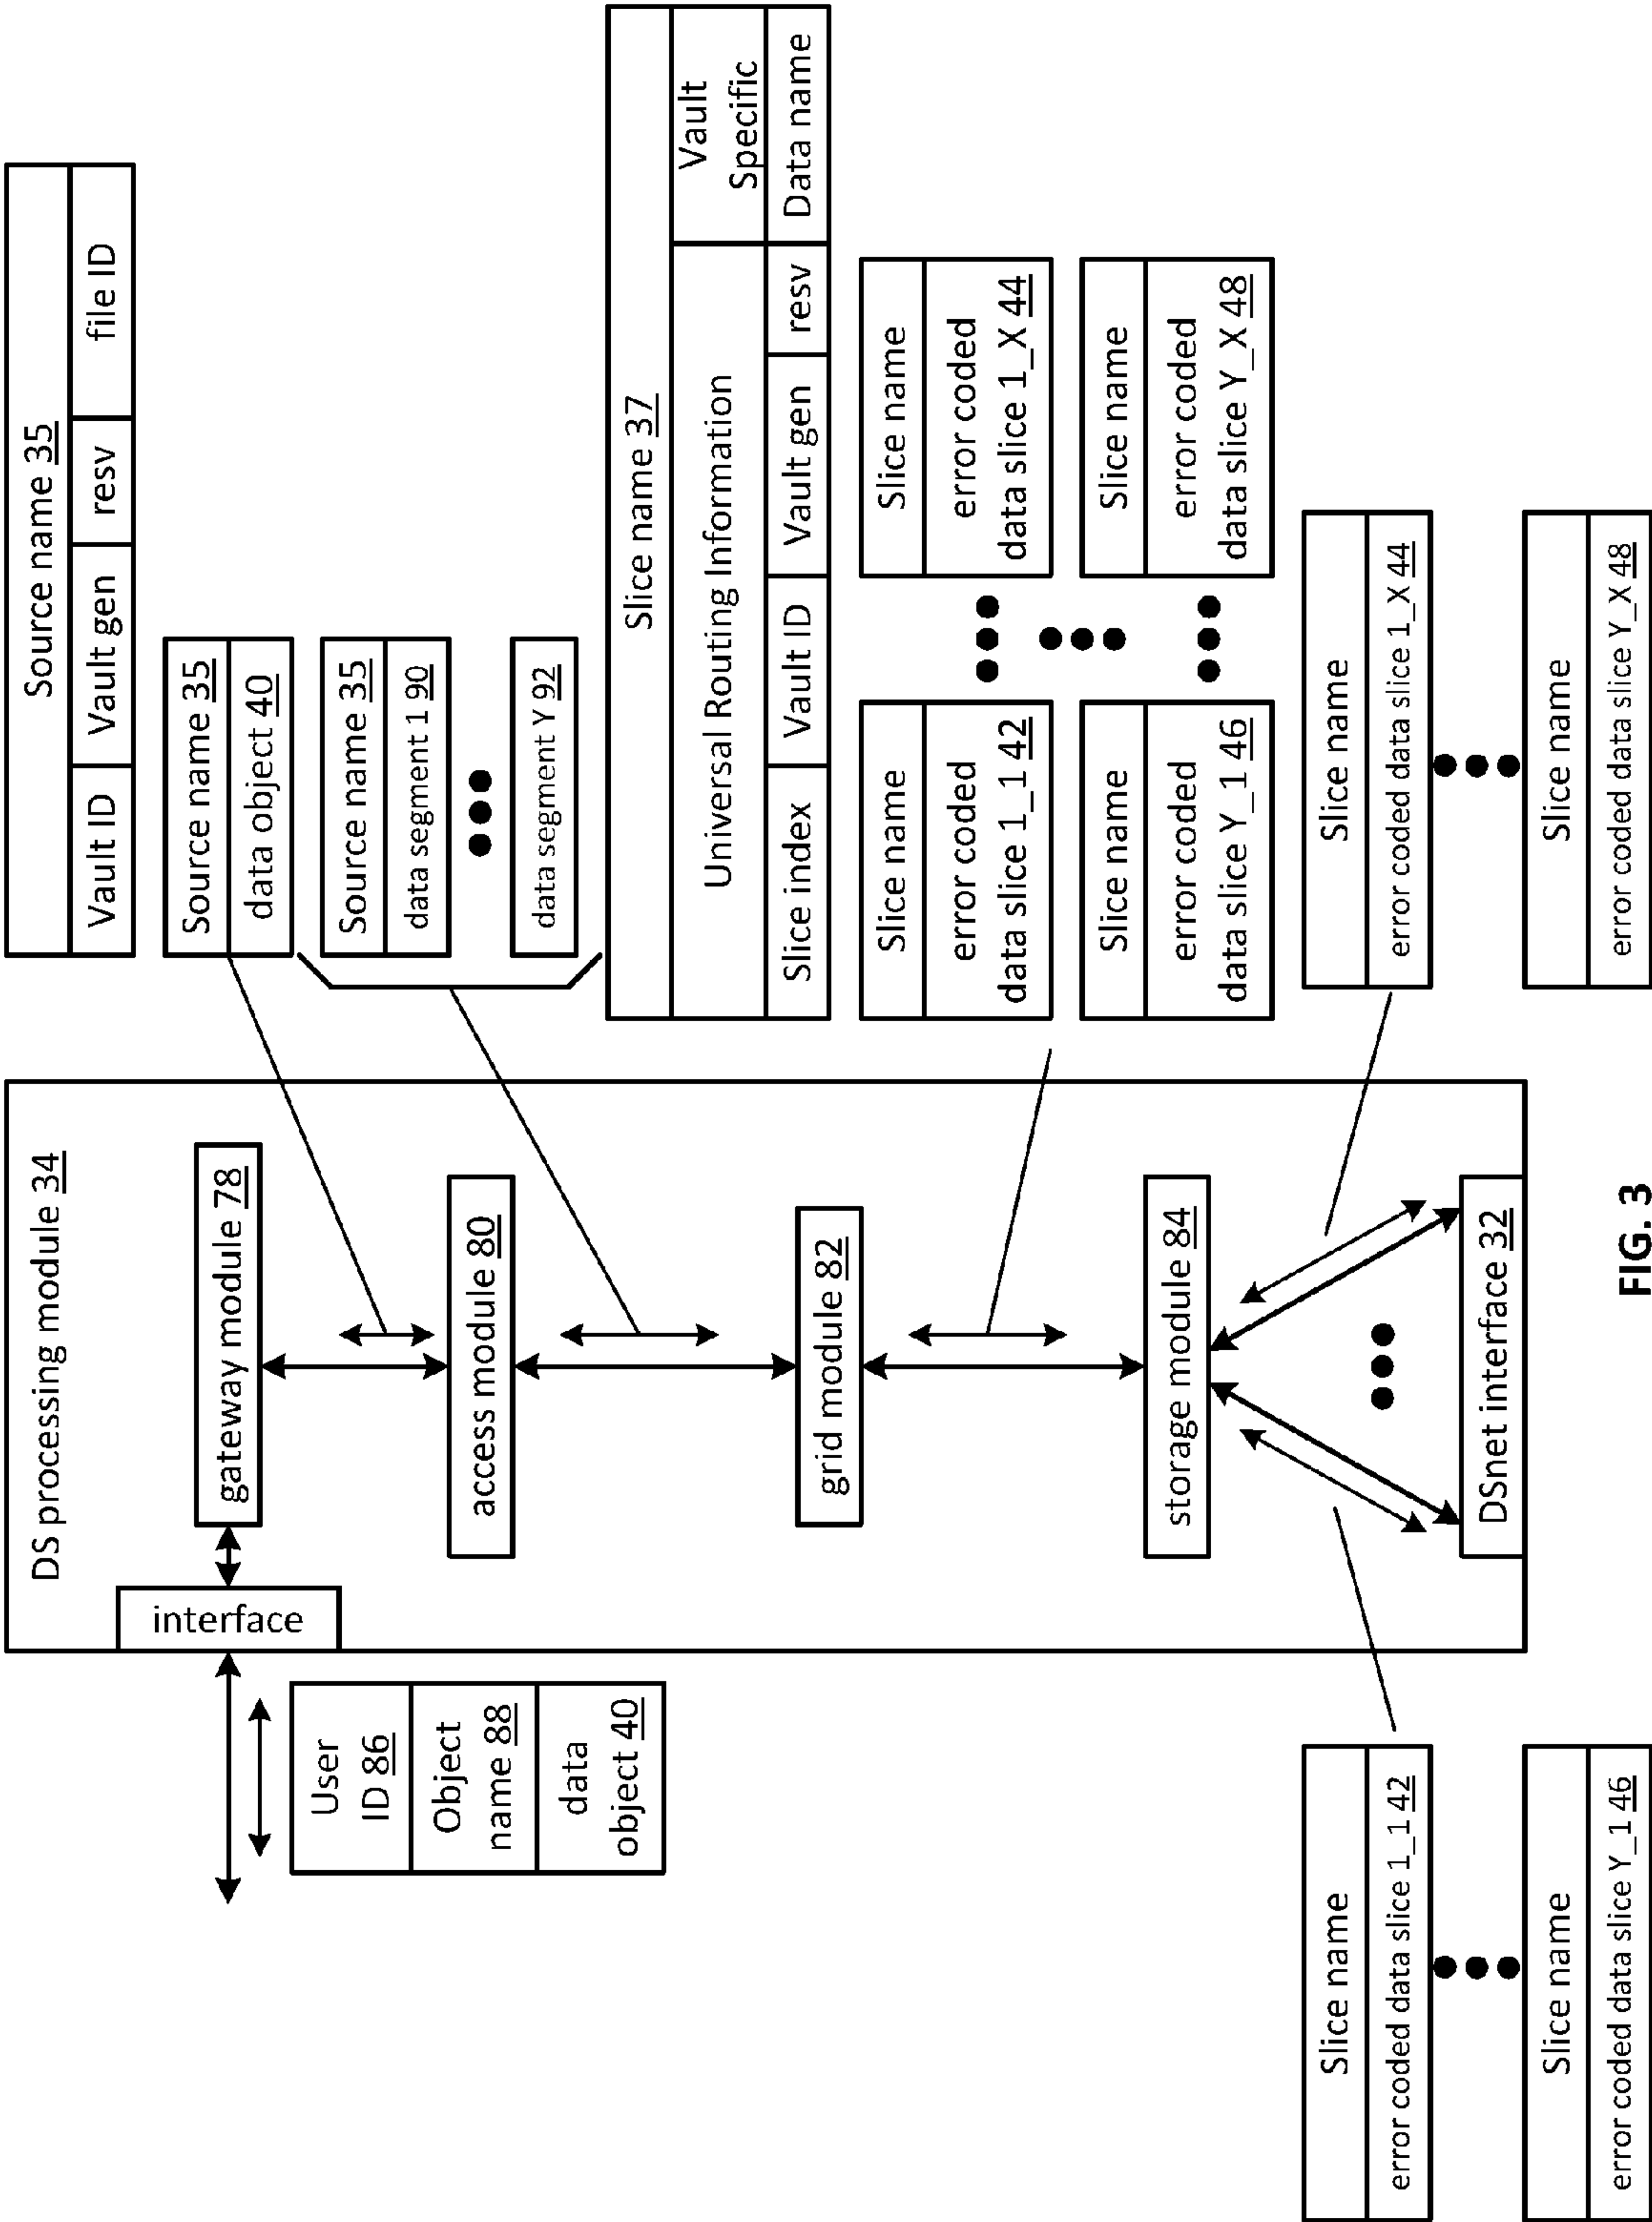 DS processing module 34
interface
gateway module 78
access module 80
grid module 82
storage module 84
DSnet interface 32
User
ID 86
Object
name 88
data
object 40
Source name 35
Vault ID
Vault gen
resv
file ID
Source name 35
data object 40
Source name 35
data segment 1 90
data segment Y 92
Slice name 37
Universal Routing Information
Vault
Specific
Slice index
Vault ID
Vault gen
resv
Data name
Slice name
error coded
data slice 1_1 42
Slice name
error coded
data slice 1_X 44
Slice name
error coded
data slice Y_1 46
Slice name
error coded
data slice Y_X 48
Slice name
error coded data slice 1_1 42
Slice name
error coded data slice Y_1 46
Slice name
error coded data slice 1_X 44
Slice name
error coded data slice Y_X 48
FIG. 3